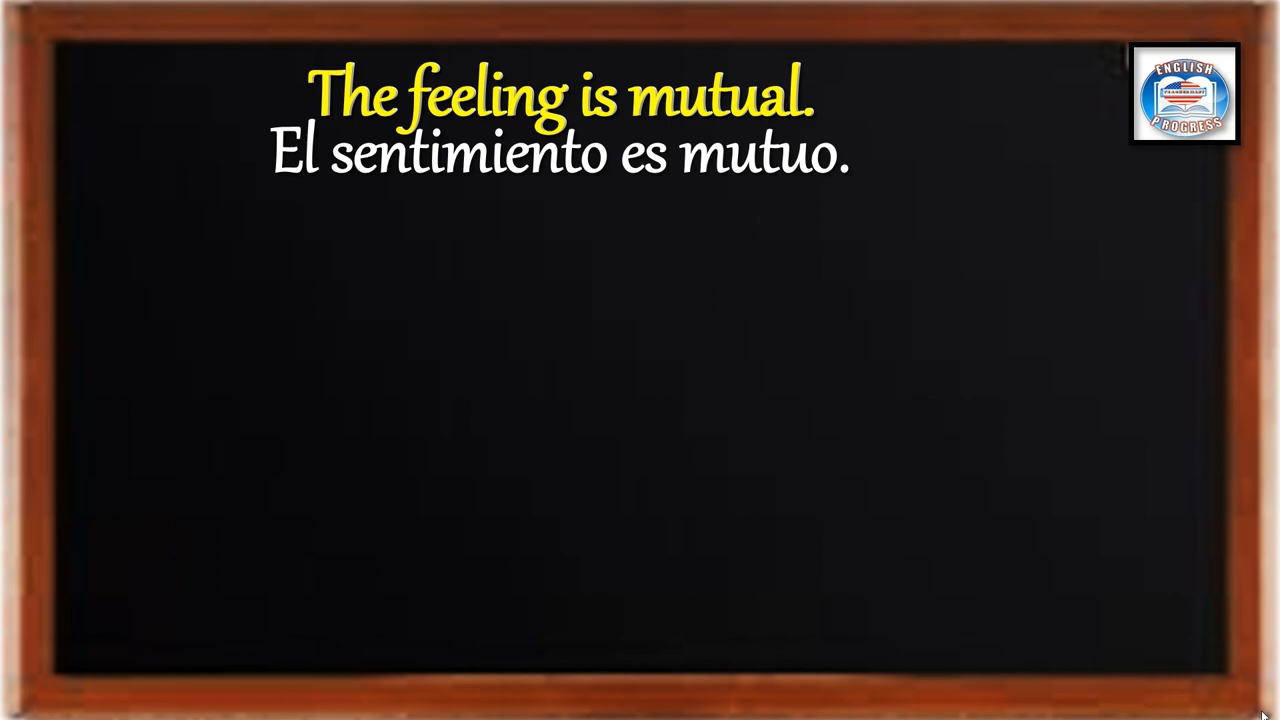 The feeling is mutual.
El sentimiento es mutuo.
ENGLISH
PROGRESS